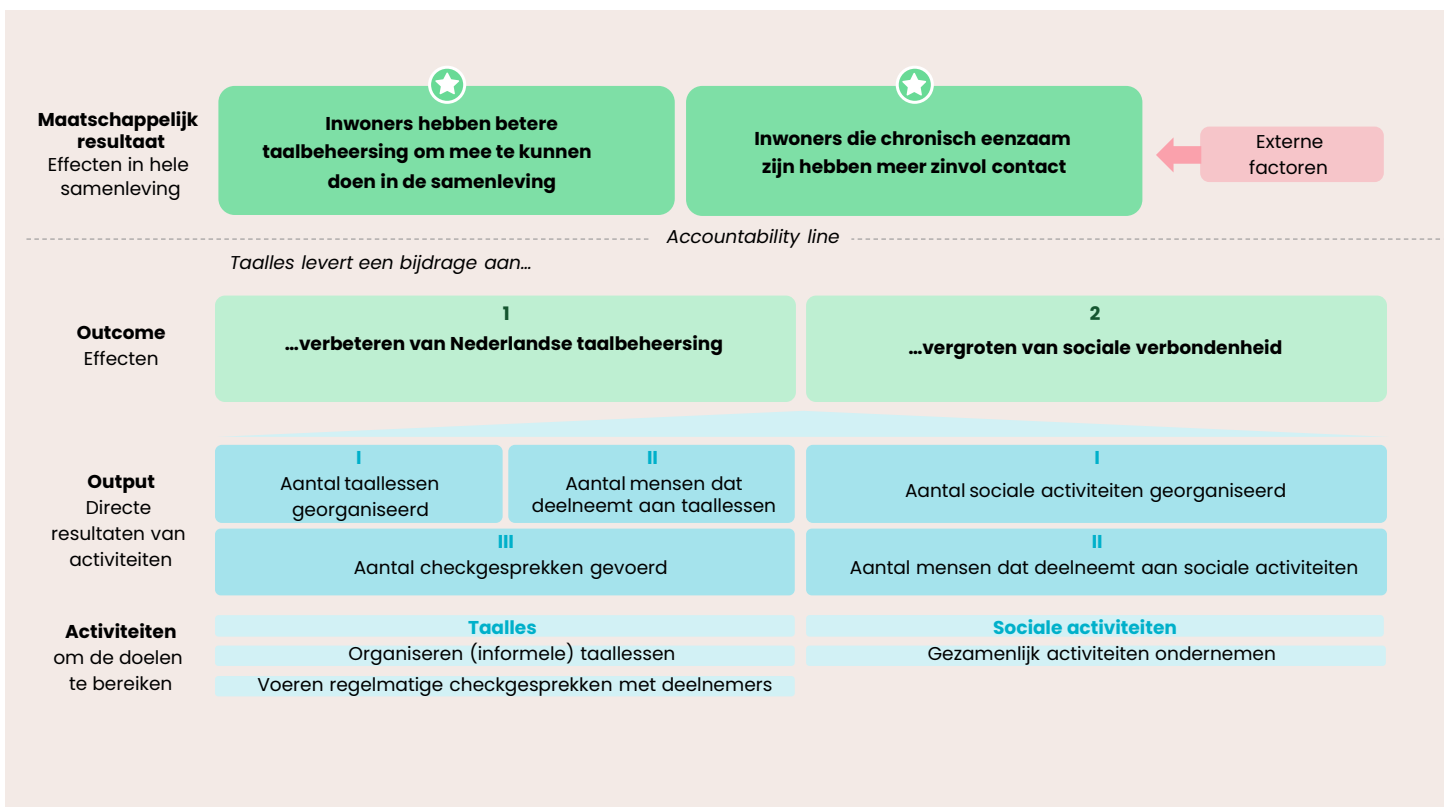 Maatschappelijk
resultaat
Effecten in hele
samenleving
Inwoners hebben betere
taalbeheersing om mee te kunnen
doen in de samenleving
Inwoners die chronisch eenzaam
zijn hebben meer zinvol contact
Externe
factoren
Accountability line
Taalles levert een bijdrage aan...
Outcome
Effecten
1
...verbeteren van Nederlandse taalbeheersing
2
...vergroten van sociale verbondenheid
Output
Directe
resultaten van
activiteiten
I
Aantal taallessen
georganiseerd
II
Aantal mensen dat
deelneemt aan taallessen
III
Aantal checkgesprekken gevoerd
I
Aantal sociale activiteiten georganiseerd
II
Aantal mensen dat deelneemt aan sociale activiteiten
Activiteiten
om de doelen
te bereiken
Taalles
Organiseren (informele) taallessen
Voeren regelmatige checkgesprekken met deelnemers
Sociale activiteiten
Gezamenlijk activiteiten ondernemen